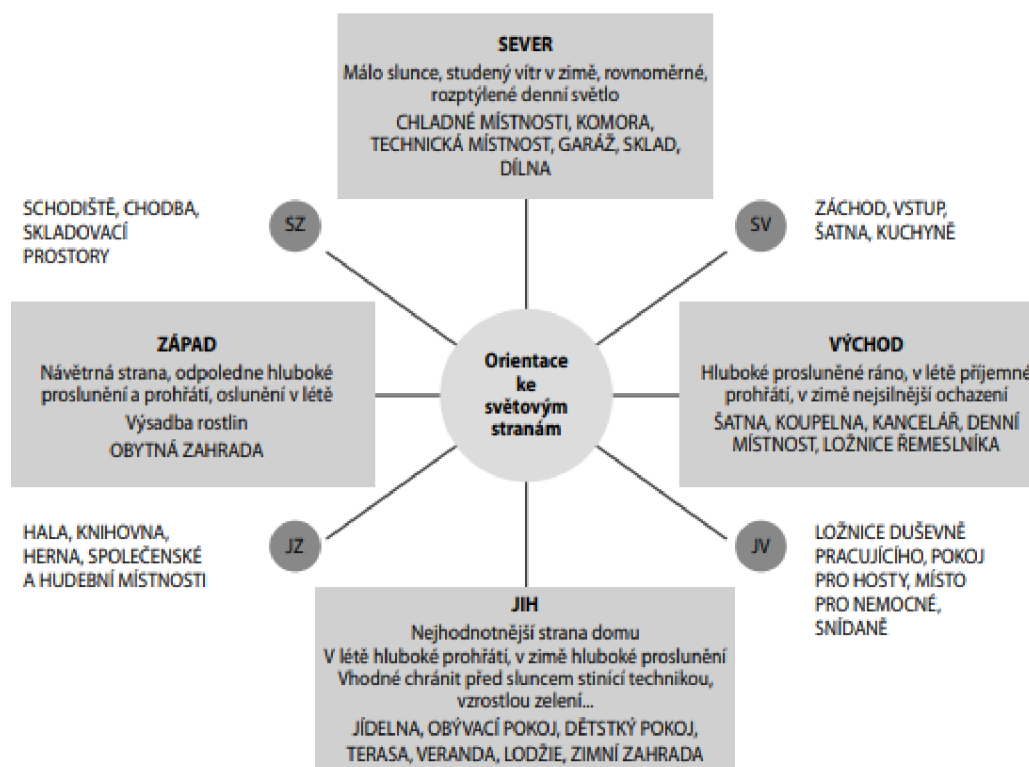 SEVER
Málo slunce, studený vítr v zimě, rovnoměrné,
rozptýlené denní světlo
CHLADNÉ MÍSTNOSTI, KOMORA,
TECHNICKÁ MÍSTNOST, GARÁŽ, SKLAD,
DÍLNA
SCHODIŠTĚ, CHODBA,
SKLADOVACÍ
PROSTORY
SZ
SV
ZÁCHOD, VSTUP,
ŠATNA, KUCHYNĚ
ZÁPAD
Návětrná strana, odpoledne hluboké
proslunění a prohřátí, oslunění v létě
Výsadba rostlin
OBYTNÁ ZAHRADA
Orientace
ke
světovým
stranám
VÝCHOD
Hluboké prosluněné ráno, v létě příjemné
prohřátí, v zimě nejsilnější ochazení
ŠATNA, KOUPELNA, KANCELÁŘ, DENNÍ
MÍSTNOST, LOŽNICE ŘEMESLNÍKA
HALA, KNIHOVNA,
HERNA, SPOLEČENSKÉ
A HUDEBNÍ MÍSTNOSTI
JZ
JV
LOŽNICE DUŠEVNĚ
PRACUJÍCÍHO, POKOJ
PRO HOSTY, MÍSTO
PRO NEMOCNÉ,
SNÍDANĚ
JIH
Nejhodnotnější strana domu
V létě hluboké prohřátí, v zimě hluboké proslunění
Vhodné chránit před sluncem stinící technikou,
vzrostlou zelení...
JÍDELNA, OBÝVACÍ POKOJ, DĚTSTKÝ POKOJ,
TERASA, VERANDA, LODŽIE, ZIMNÍ ZAHRADA